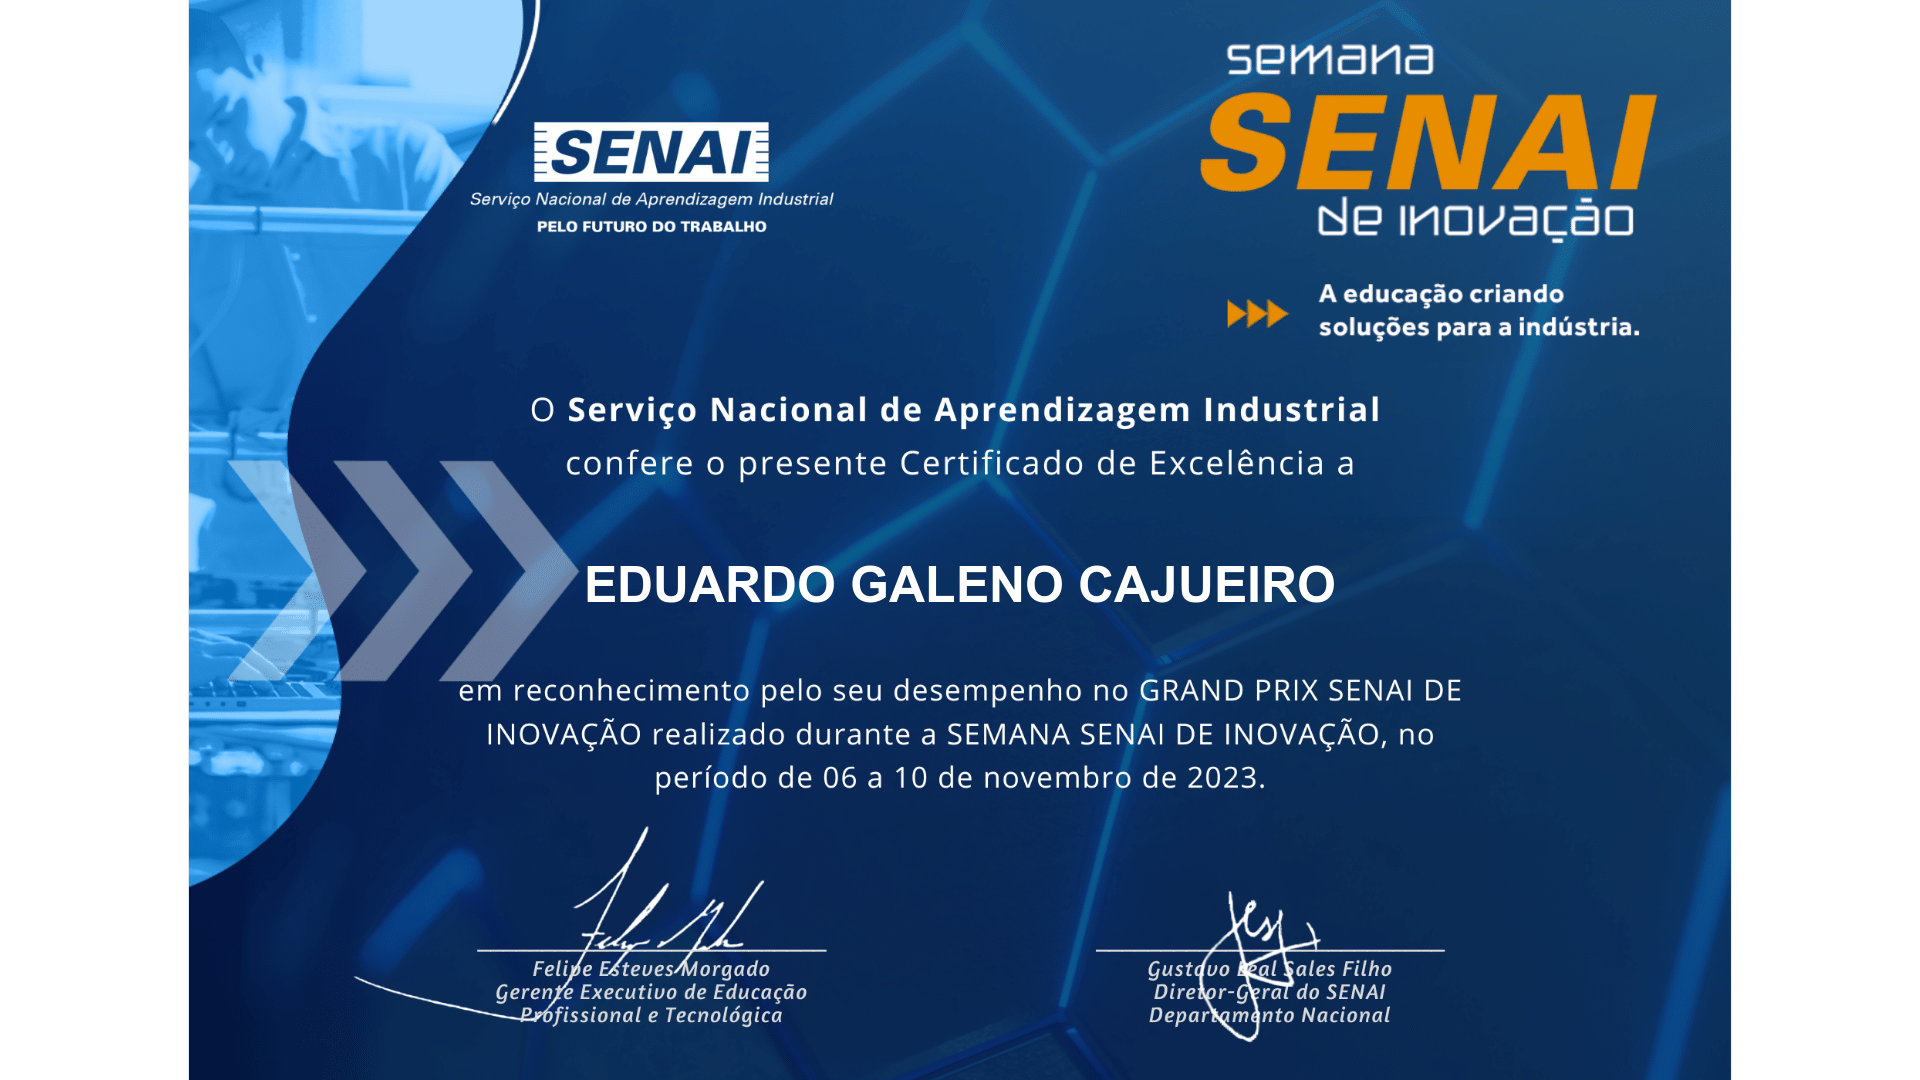 SENAI
Serviço Nacional de Aprendizagem Industrial
PELO FUTURO DO TRABALHO
semana
SENAI
de inovação
A educação criando
soluções para a indústria.
O Serviço Nacional de Aprendizagem Industrial
confere o presente Certificado de Excelência a
EDUARDO GALENO CAJUEIRO
em reconhecimento pelo seu desempenho no GRAND PRIX SENAI DE
INOVAÇÃO realizado durante a SEMANA SENAI DE INOVAÇÃO, no
período de 06 a 10 de novembro de 2023.
Felipe Esteves Morgado
Gerente Executivo de Educação
Profissional e Tecnológica
Gustavo Leal Sales Filho
Diretor-Geral do SENAI
Departamento Nacional